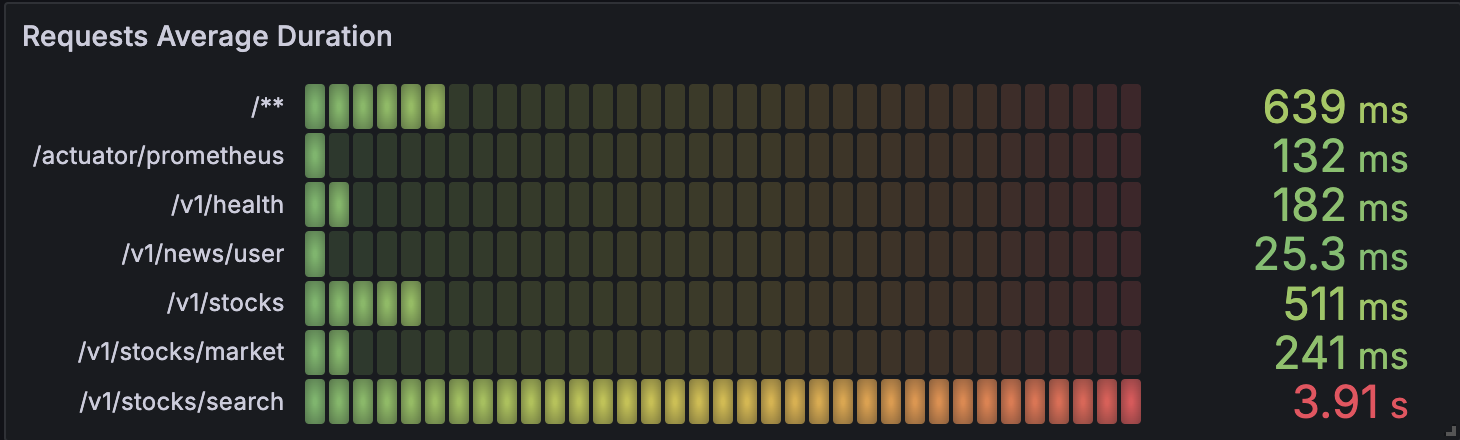 Requests Average Duration
/** 639 ms
/actuator/prometheus 132 ms
/v1/health 182 ms
/v1/news/user 25.3 ms
/v1/stocks 511 ms
/v1/stocks/market 241 ms
/v1/stocks/search 3.91 s